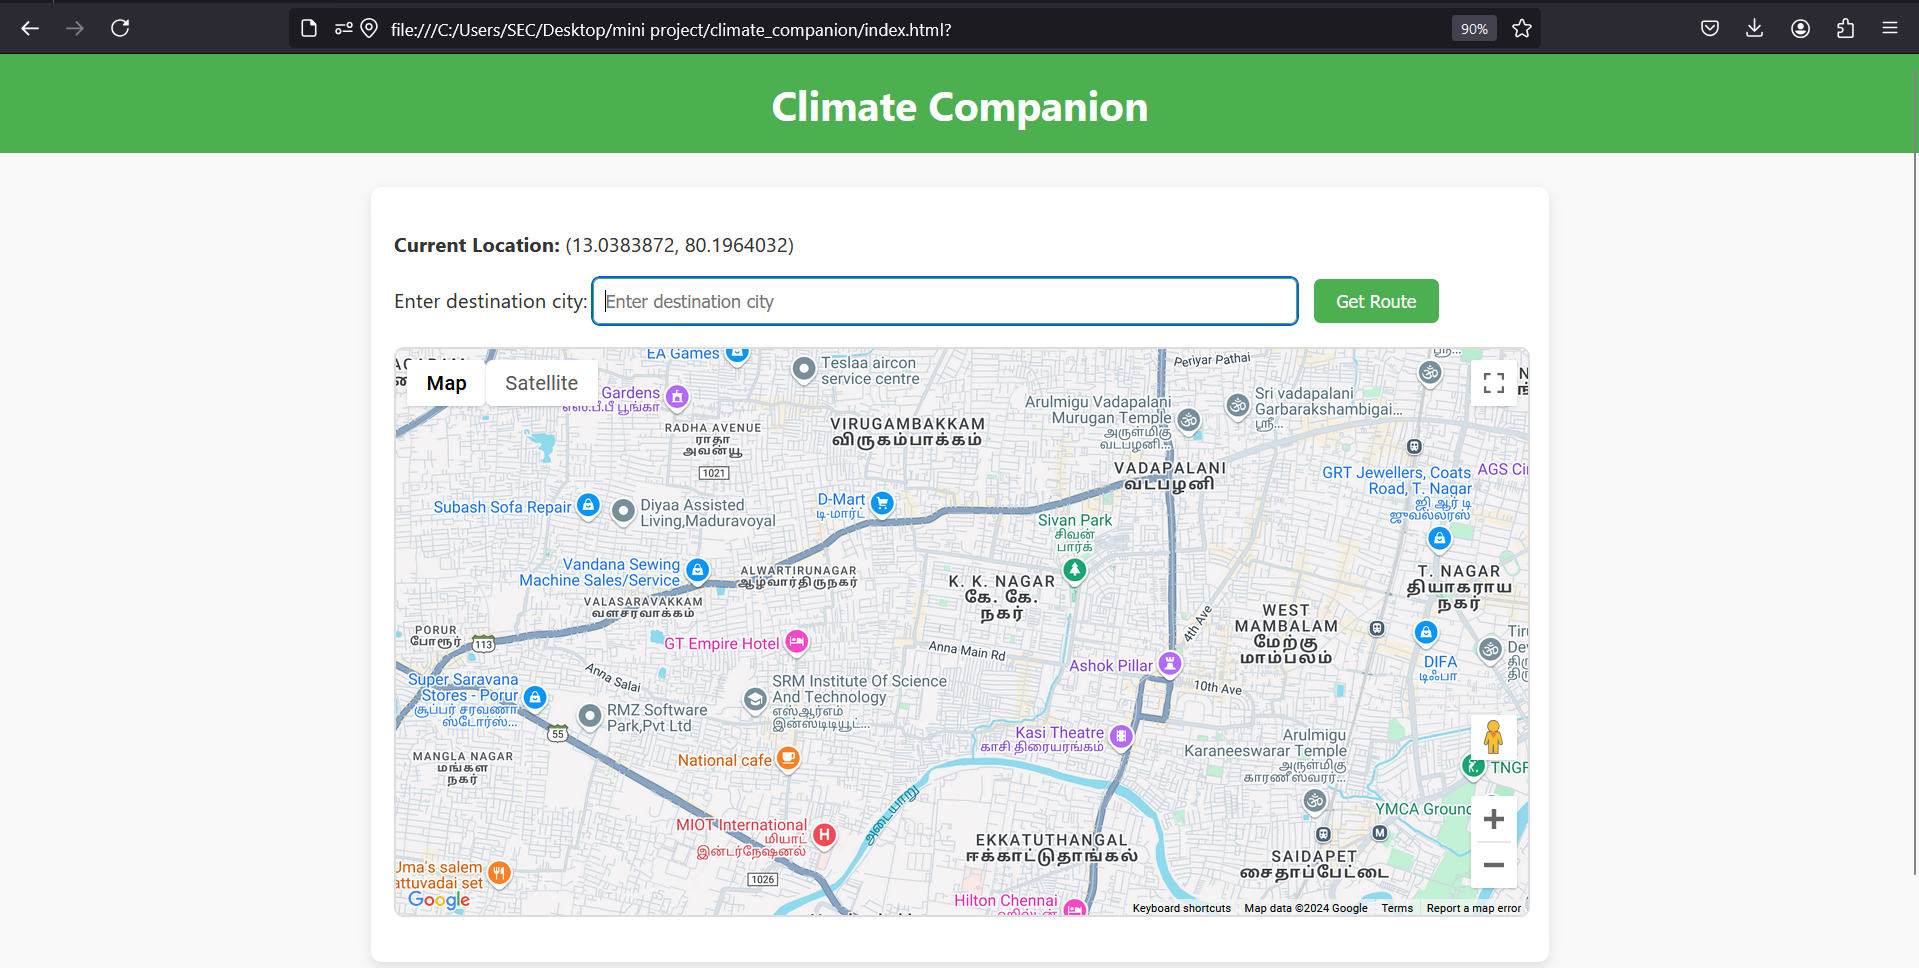 file:///C:/Users/SEC/Desktop/mini project/climate_companion/index.html?
90%
Climate Companion
Current Location: (13.0383872, 80.1964032)
Enter destination city:
Enter destination city
Get Route
Map
Satellite
EA Games
Teslaa aircon
service centre
Periyar Pathai
Gardens
எஸ்.பி.பி பூங்கா
Arulmigu Vadapalani
Murugan Temple
அருள்மிகு
வடபழனி...
Sri vadapalani
Garbarakshambigai...
ஸ்ரீ...
RADHA AVENUE
ராதா
அவன்யூ
1021
VIRUGAMBAKKAM
விருகம்பாக்கம்
VADAPALANI
வடபழனி
GRT Jewellers, Coats
Road, T. Nagar
ஜி ஆர் டி
ஜுவல்லர்ஸ்
AGS Ci
Subash Sofa Repair
Diyaa Assisted
Living,Maduravoyal
D-Mart
டி-மார்ட்
Sivan Park
சிவன்
பார்க்
Vandana Sewing
Machine Sales/Service
ALWARTIRUNAGAR
ஆழ்வார்திருநகர்
VALASARAVAKKAM
வளசரவாக்கம்
K. K. NAGAR
கே. கே.
நகர்
T. NAGAR
தியாகராய
நகர்
WEST
MAMBALAM
மேற்கு
மாம்பலம்
4th Ave
PORUR
போரூர்
113
GT Empire Hotel
Anna Main Rd
Ashok Pillar
DIFA
டிஃபா
10th Ave
Anna Salai
Super Saravana
Stores - Porur
சூப்பர் சரவணா
ஸ்டோர்ஸ்...
RMZ Software
Park,Pvt Ltd
SRM Institute Of Science
And Technology
எஸ்ஆர்எம்
இன்ஸ்டிடியூட்...
55
Kasi Theatre
காசி திரையரங்கம்
Arulmigu
Karaneeswarar Temple
அருள்மிகு
காரணீஸ்வரர்...
MANGLA NAGAR
மங்கள
நகர்
National cafe
TNGF
அடையாறு
YMCA Ground
MIOT International
மியாட்
இன்டர்நேஷனல்
EKKATUTHANGAL
ஈக்காட்டுதாங்கல்
SAIDAPET
சைதாப்பேட்டை
Uma's salem
attuvadai set
1026
Hilton Chennai
Google
Keyboard shortcuts
Map data ©2024 Google
Terms
Report a map error